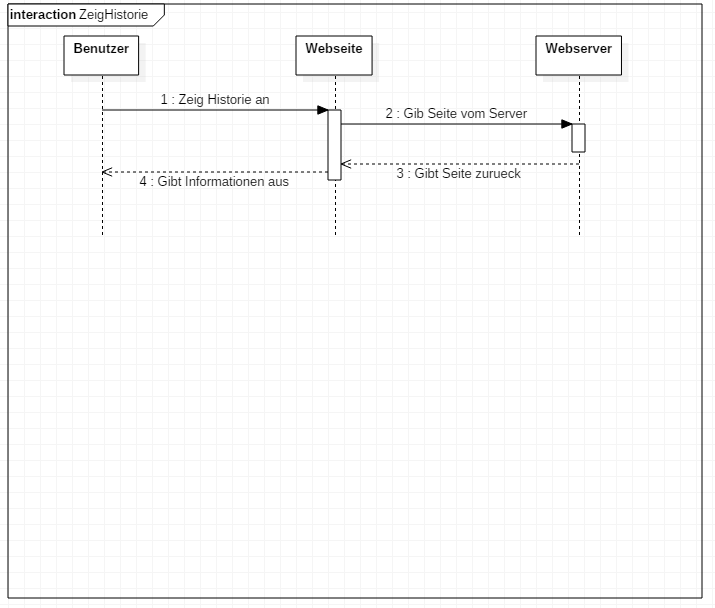 interaction ZeigHistorie
Benutzer
Webseite
Webserver
1 : Zeig Historie an
2 : Gib Seite vom Server
3 : Gibt Seite zurueck
4 : Gibt Informationen aus